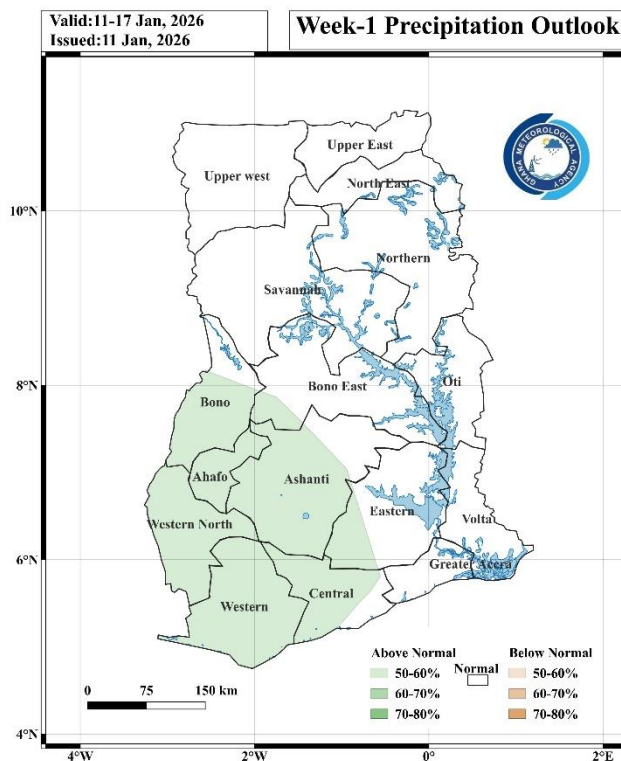 Valid:11-17 Jan, 2026
Issued:11 Jan, 2026
Week-1 Precipitation Outlook
GHANA METEOROLOGICAL AGENCY
Upper East
Upper west
North East
10°N
Northern
Savannah
8°N
Bono East
Oti
Bono
Ahafo
Ashanti
Eastern
Western North
Volta
6°N
Greater Accra
Western
Central
Above Normal
50-60%
60-70%
70-80%
Normal
Below Normal
50-60%
60-70%
70-80%
0 75 150 km
4°N
4°W 2°W 0° 2°E